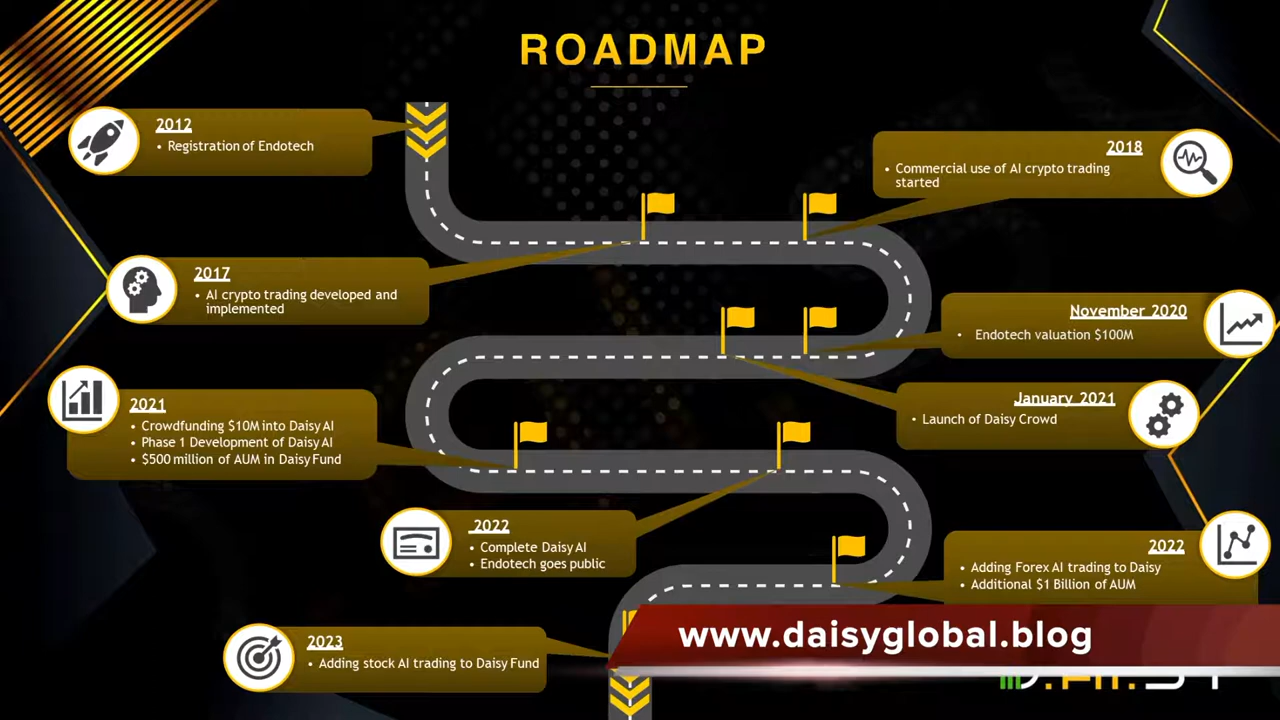 ROADMAP
2012
• Registration of Endotech
2018
• Commercial use of AI crypto trading
started
2017
• AI crypto trading developed and
implemented
November 2020
• Endotech valuation $100M
January 2021
• Launch of Daisy Crowd
2021
• Crowdfunding $10M into Daisy AI
• Phase 1 Development of Daisy AI
• $500 million of AUM in Daisy Fund
2022
• Complete Daisy AI
• Endotech goes public
2022
• Adding Forex AI trading to Daisy
• Additional $1 Billion of AUM
2023
• Adding stock AI trading to Daisy Fund
www.daisyglobal.blog